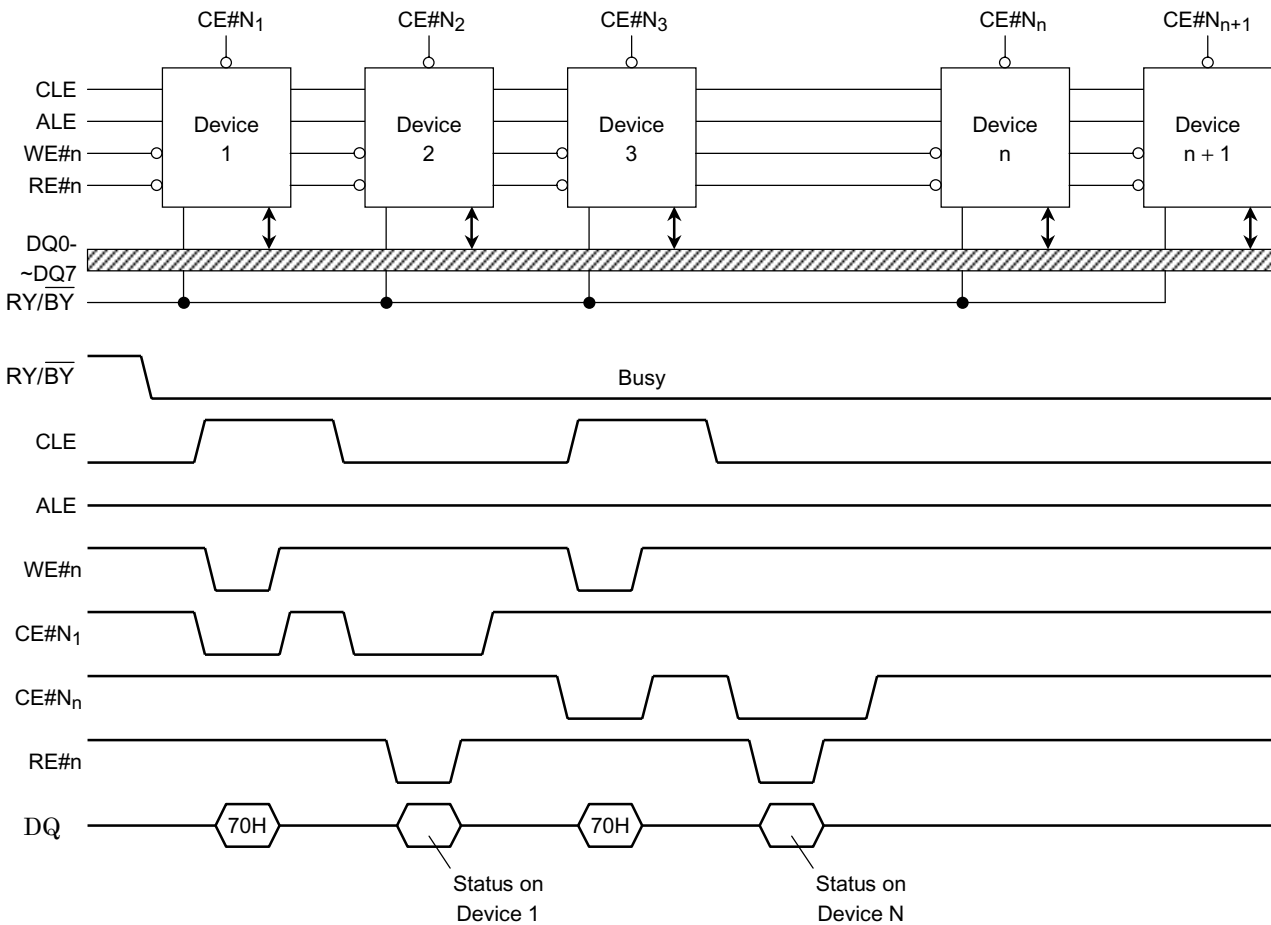 CE#N1 CE#N2 CE#N3 CE#Nn CE#Nn+1
CLE
ALE
WE#n
RE#n
Device
1
Device
2
Device
3
Device
n
Device
n + 1
DQ0-
~DQ7
RY/BY
RY/BY
Busy
CLE
ALE
WE#n
CE#N1
CE#Nn
RE#n
DQ
70H
70H
Status on
Device 1
Status on
Device N